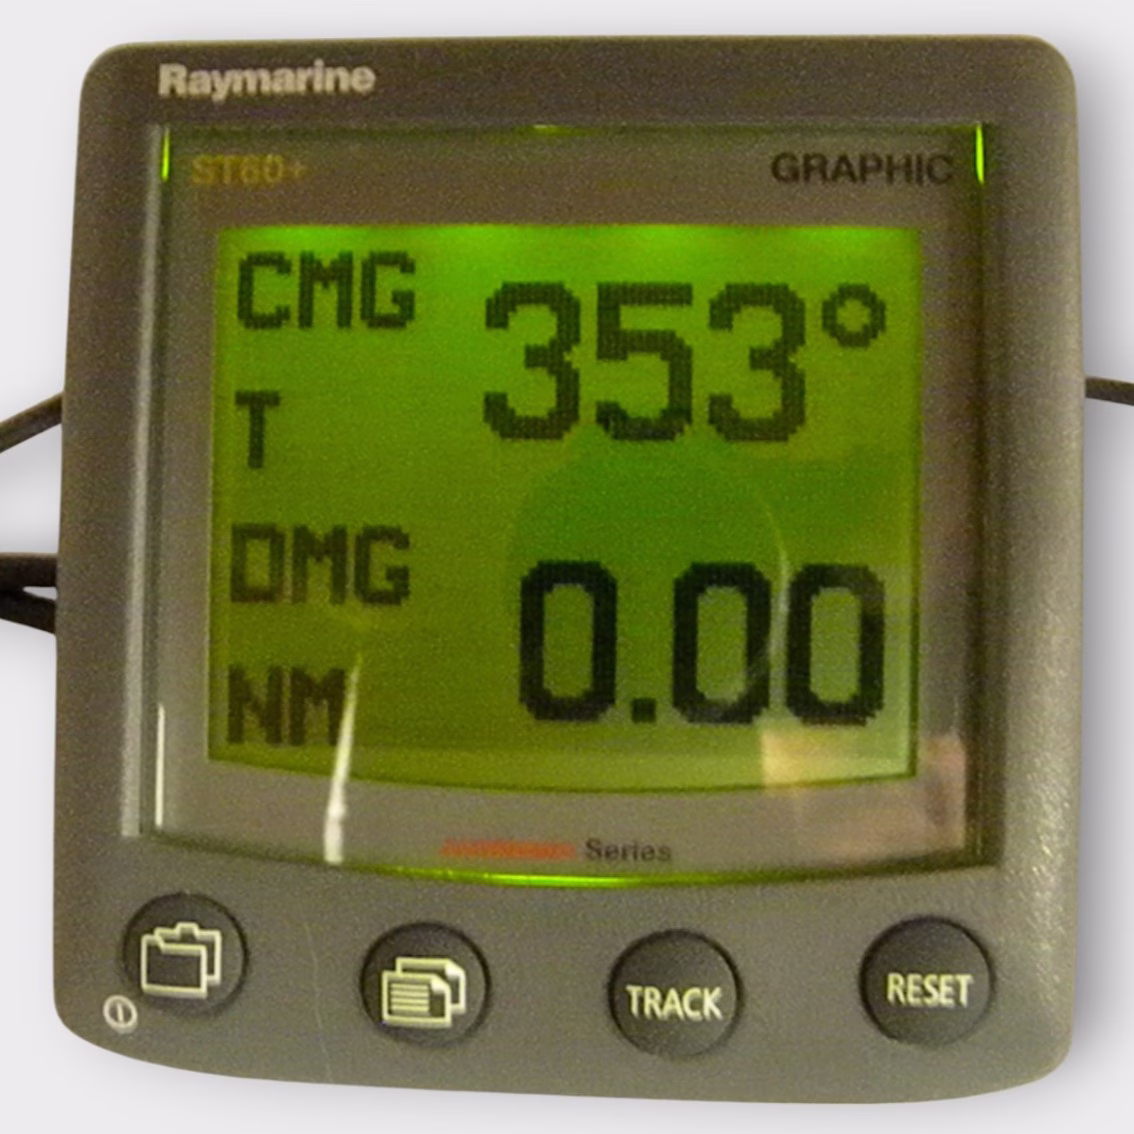 Raymarine
ST60+ GRAPHIC
CMG 353°
T
DMG 0.00
NM
Series
TRACK RESET